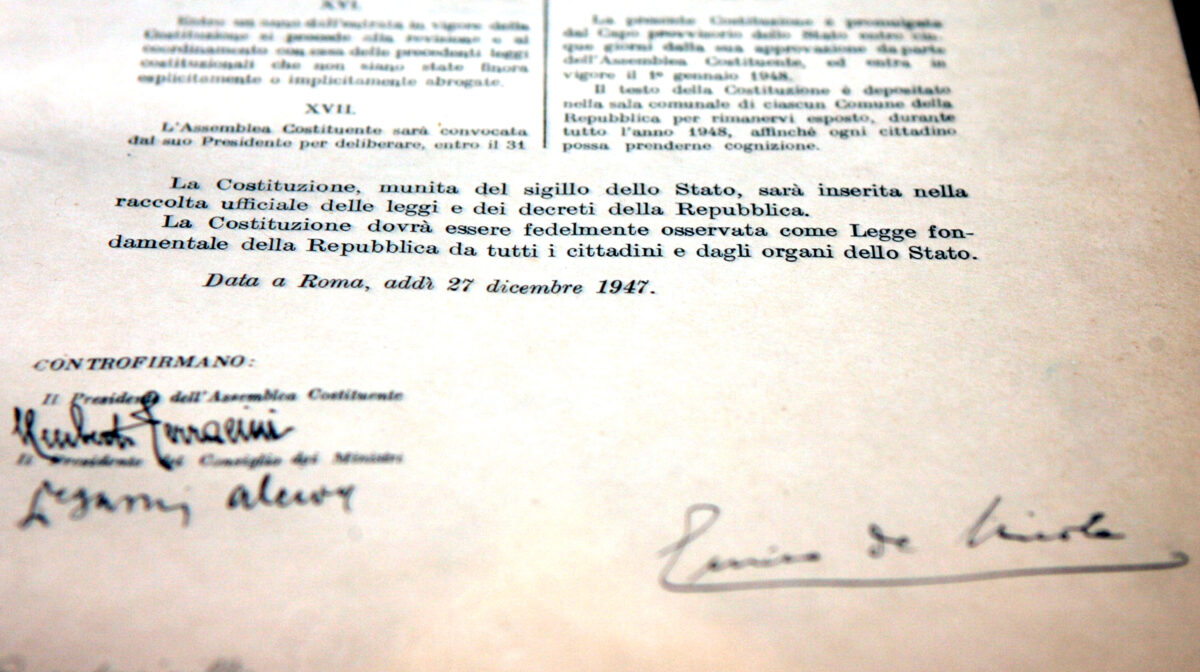 XVI.
Entro un anno dall'entrata in vigore della
Costituzione si procede alla revisione e al
coordinamento con essa delle precedenti leggi
costituzionali che non siano state finora
esplicitamente o implicitamente abrogate.
XVII.
L'Assemblea Costituente sarà convocata
dal suo Presidente per deliberare, entro il 31
La presente Costituzione è promulgata
dal Capo provvisorio dello Stato entro cin-
que giorni dalla sua approvazione da parte
dell'Assemblea Costituente, ed entra in
vigore il 1º gennaio 1948.
Il testo della Costituzione è depositato
nella sala comunale di ciascun Comune della
Repubblica per rimanervi esposto, durante
tutto l'anno 1948, affinché ogni cittadino
possa prenderne cognizione.
La Costituzione, munita del sigillo dello Stato, sarà inserita nella
raccolta ufficiale delle leggi e dei decreti della Repubblica.
La Costituzione dovrà essere fedelmente osservata come Legge fon-
damentale della Repubblica da tutti i cittadini e dagli organi dello Stato.
Data a Roma, addì 27 dicembre 1947.
CONTROFIRMANO:
Il Presidente dell'Assemblea Costituente
Umberto Terracini
Il Presidente del Consiglio dei Ministri
Enrico de Nicola